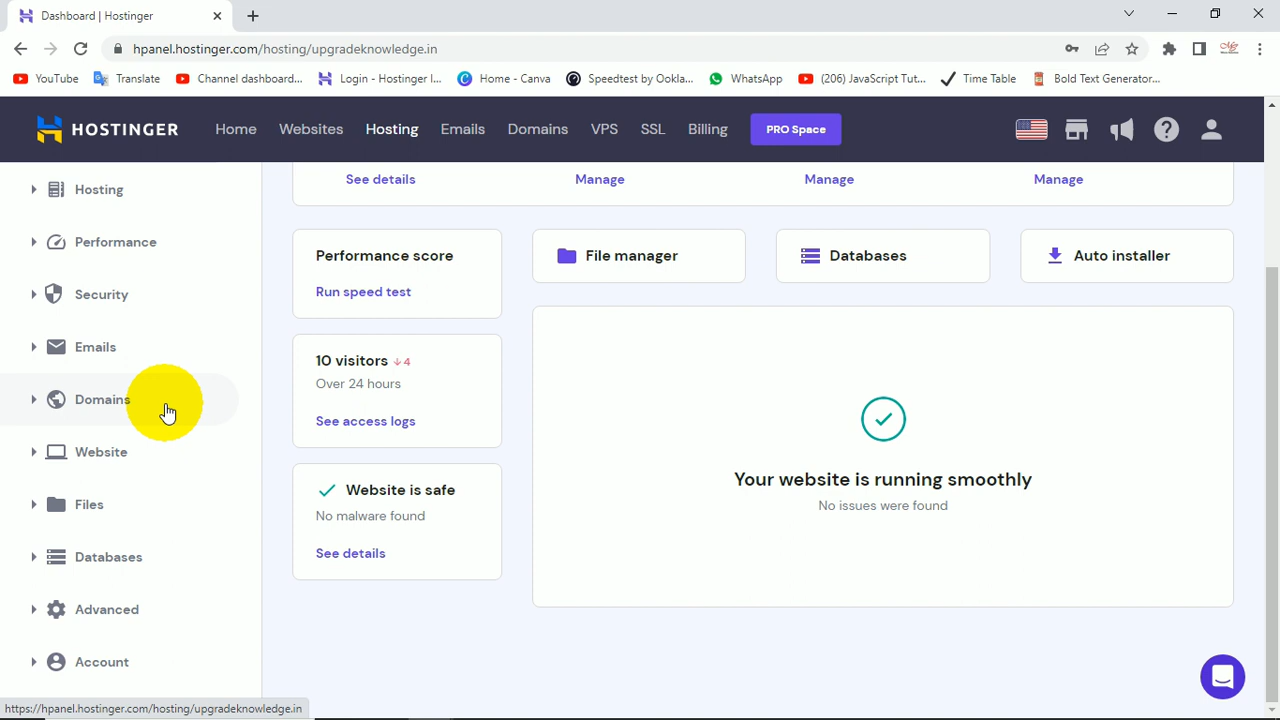 Dashboard | Hostinger
hpanel.hostinger.com/hosting/upgradeknowledge.in
YouTube Translate Channel dashboard... Login - Hostinger I... Home - Canva Speedtest by Ookla... WhatsApp (206) JavaScript Tut... Time Table Bold Text Generator...
HOSTINGER Home Websites Hosting Emails Domains VPS SSL Billing PRO Space
Hosting
Performance
Security
Emails
Domains
Website
Files
Databases
Advanced
Account
See details Manage Manage Manage
Performance score
Run speed test
File manager Databases Auto installer
10 visitors ↓4
Over 24 hours
See access logs
Website is safe
No malware found
See details
Your website is running smoothly
No issues were found
https://hpanel.hostinger.com/hosting/upgradeknowledge.in